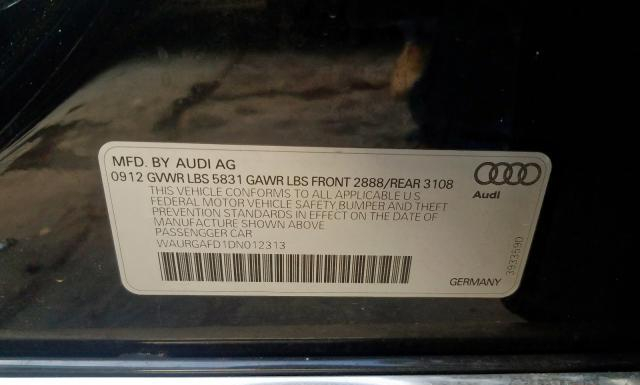 MFD. BY AUDI AG
0912 GVWR LBS 5831 GAWR LBS FRONT 2888/REAR 3108
THIS VEHICLE CONFORMS TO ALL APPLICABLE U.S
FEDERAL MOTOR VEHICLE SAFETY BUMPER AND THEFT
PREVENTION STANDARDS IN EFFECT ON THE DATE OF
MANUFACTURE SHOWN ABOVE
PASSENGGER CAR
WAURGAFD1DN012313
Audi
3933590
GERMANY